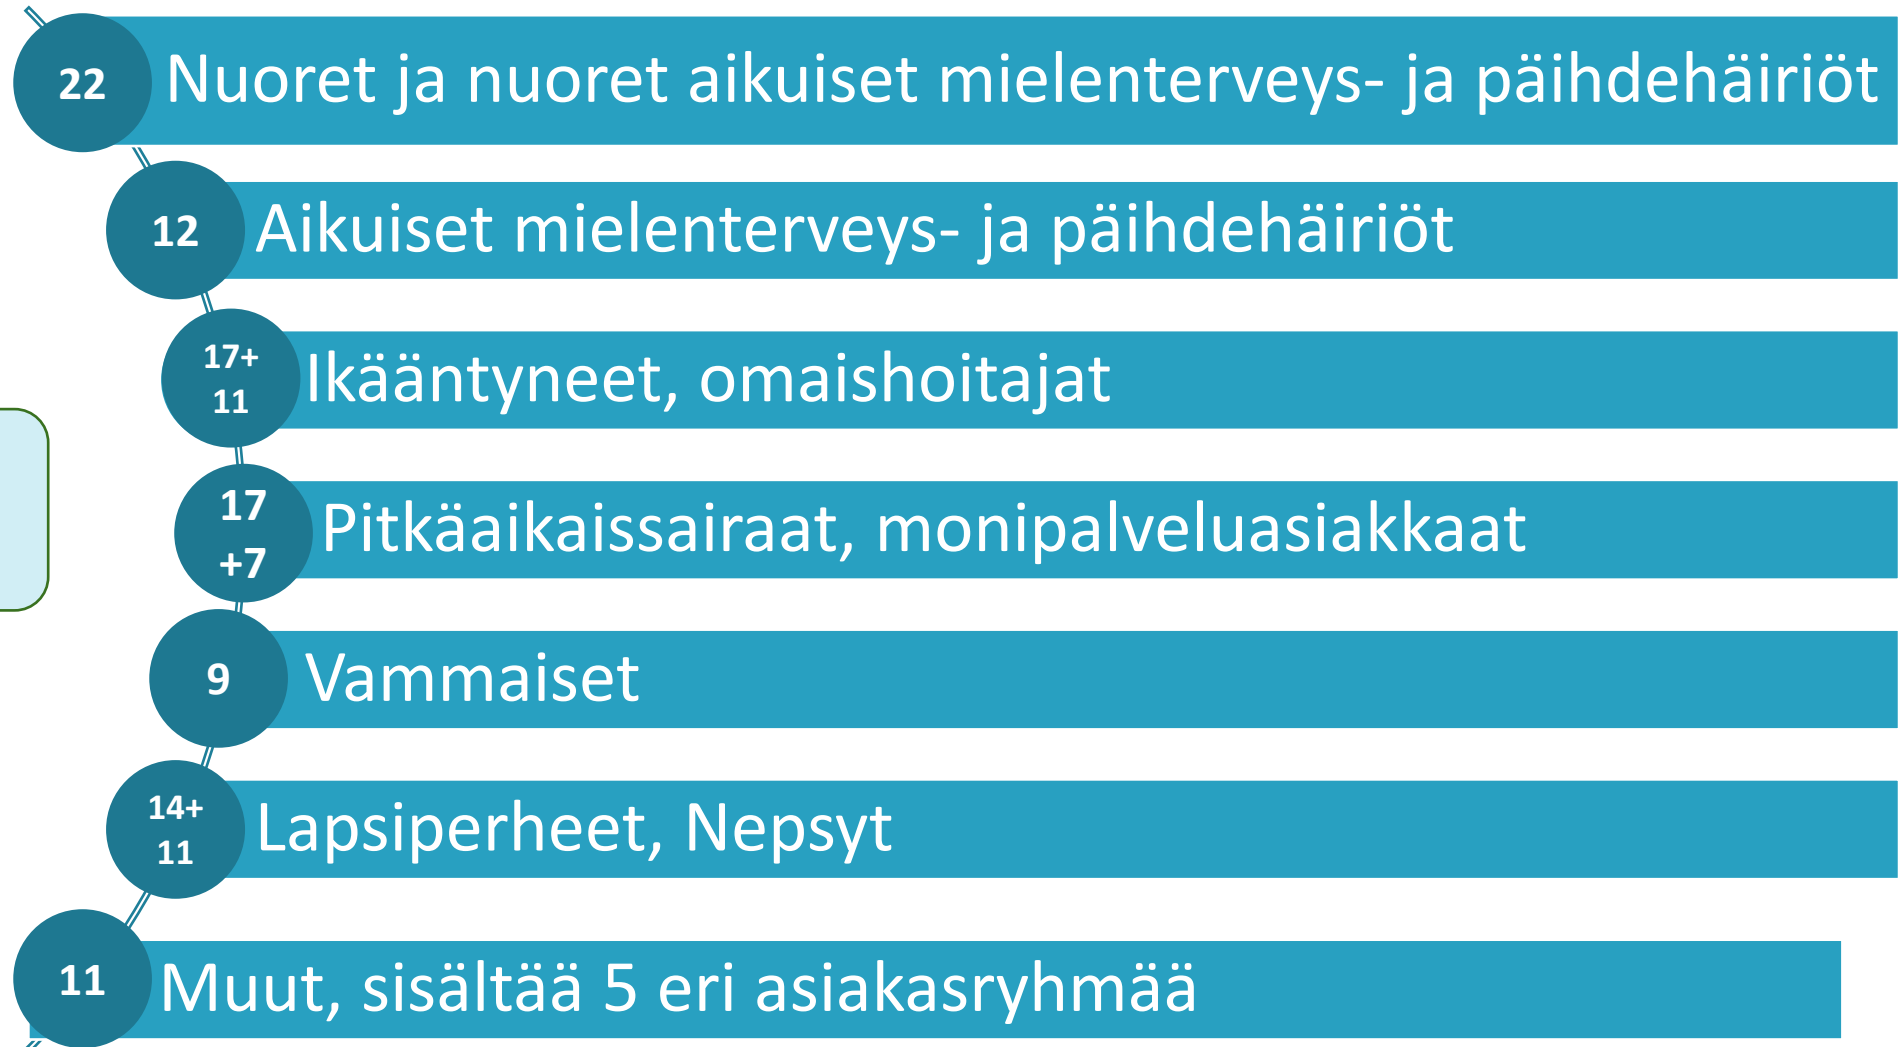 22 Nuoret ja nuoret aikuiset mielenterveys- ja päihdehäiriöt
12 Aikuiset mielenterveys- ja päihdehäiriöt
17+
11
Ikääntyneet, omaishoitajat
17
+7
Pitkäaikaissairaat, monipalveluasiakkaat
9 Vammaiset
14+
11
Lapsiperheet, Nepsyt
11 Muut, sisältää 5 eri asiakasryhmää